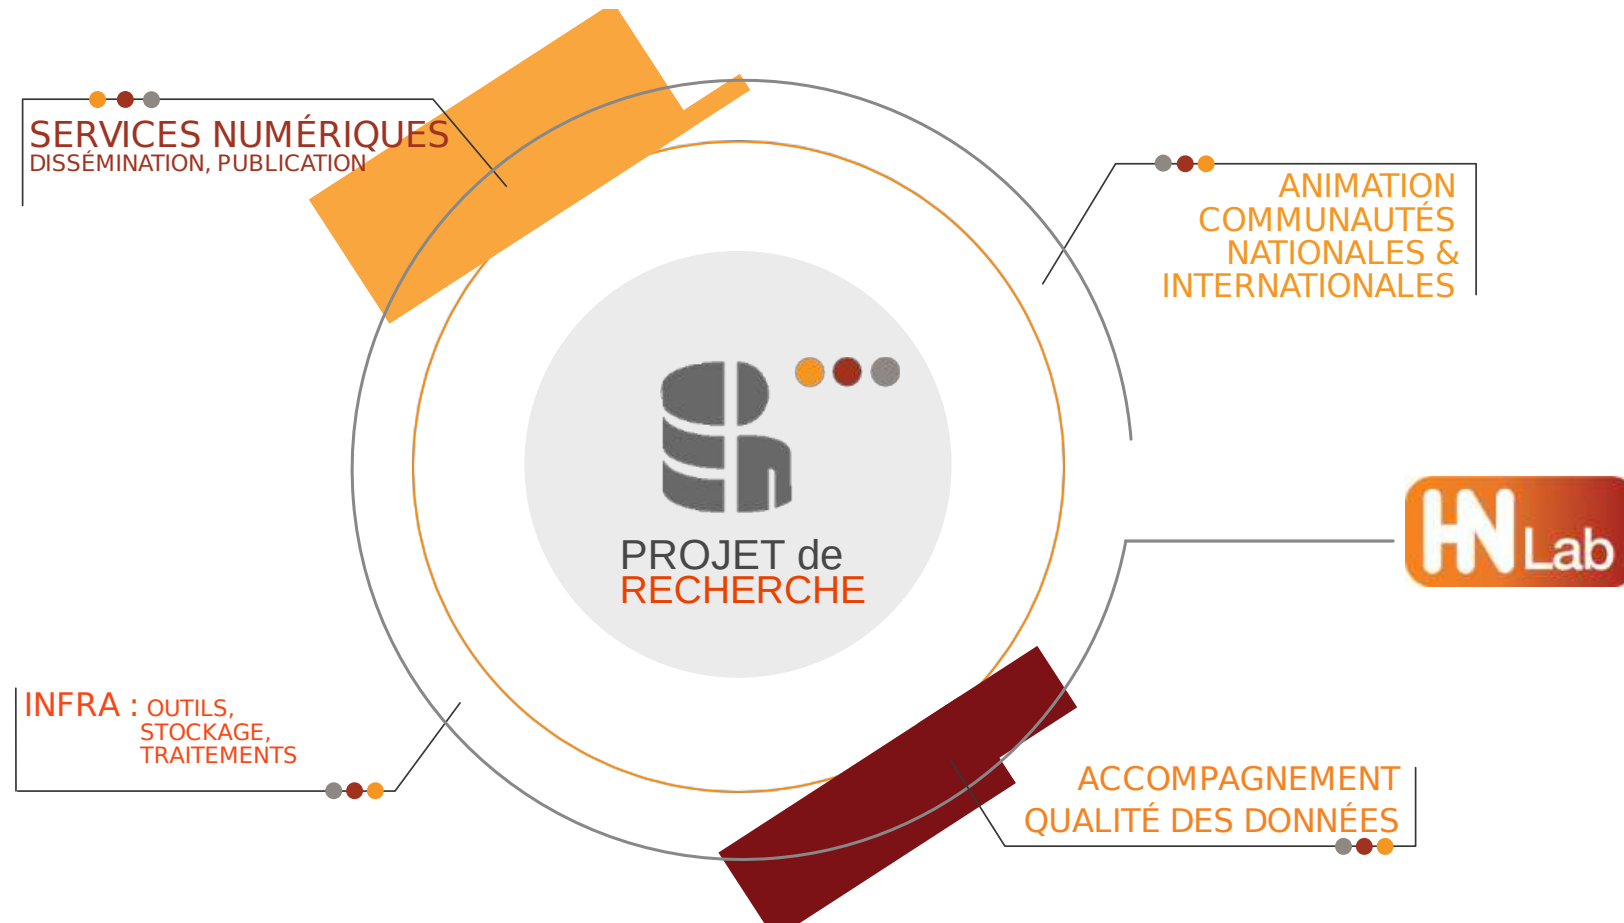 SERVICES NUMÉRIQUES
DISSÉMINATION, PUBLICATION
ANIMATION
COMMUNAUTÉS
NATIONALES &
INTERNATIONALES
PROJET de
RECHERCHE
HN Lab
INFRA : OUTILS,
STOCKAGE,
TRAITEMENTS
ACCOMPAGNEMENT
QUALITÉ DES DONNÉES